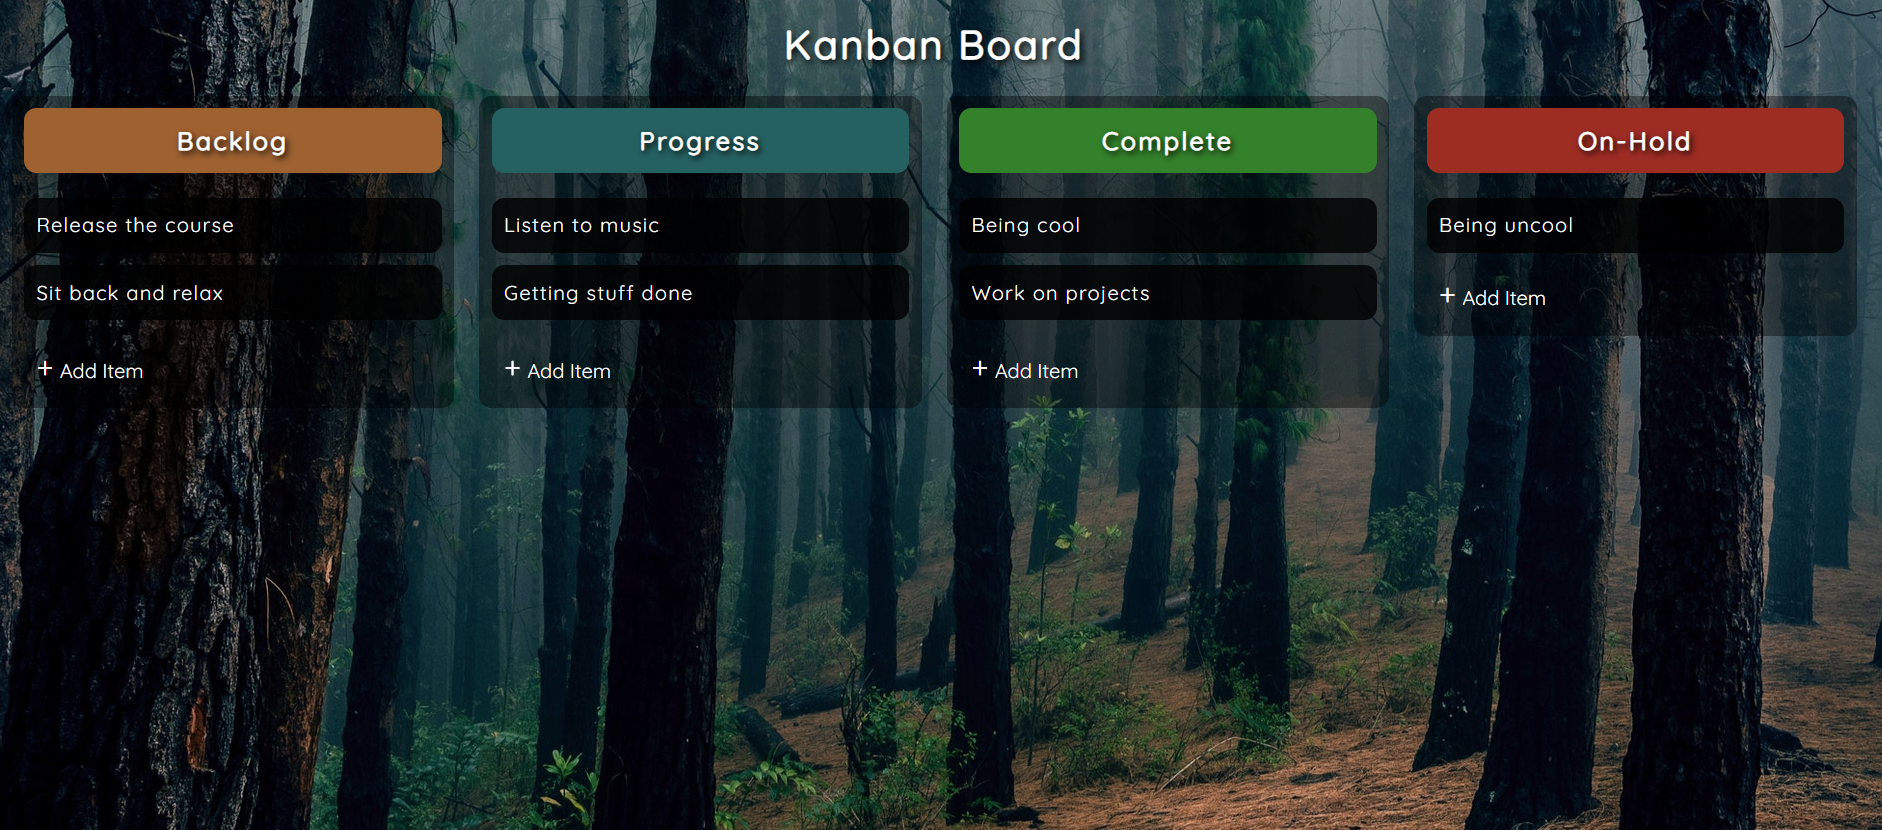 Kanban Board
Backlog
Release the course
Sit back and relax
+ Add Item
Progress
Listen to music
Getting stuff done
+ Add Item
Complete
Being cool
Work on projects
+ Add Item
On-Hold
Being uncool
+ Add Item